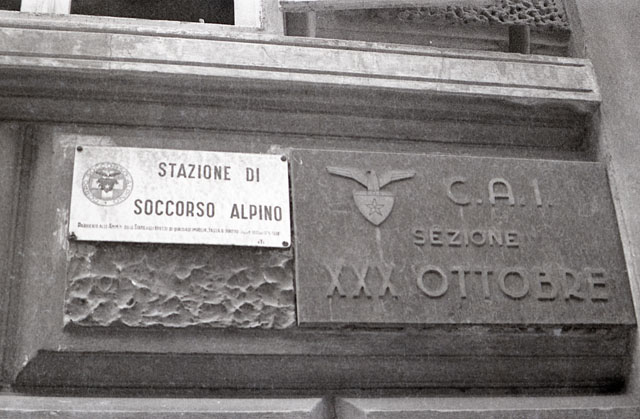 STAZIONE DI
SOCCORSO ALPINO
C.A.I.
SEZIONE
XXX OTTOBRE